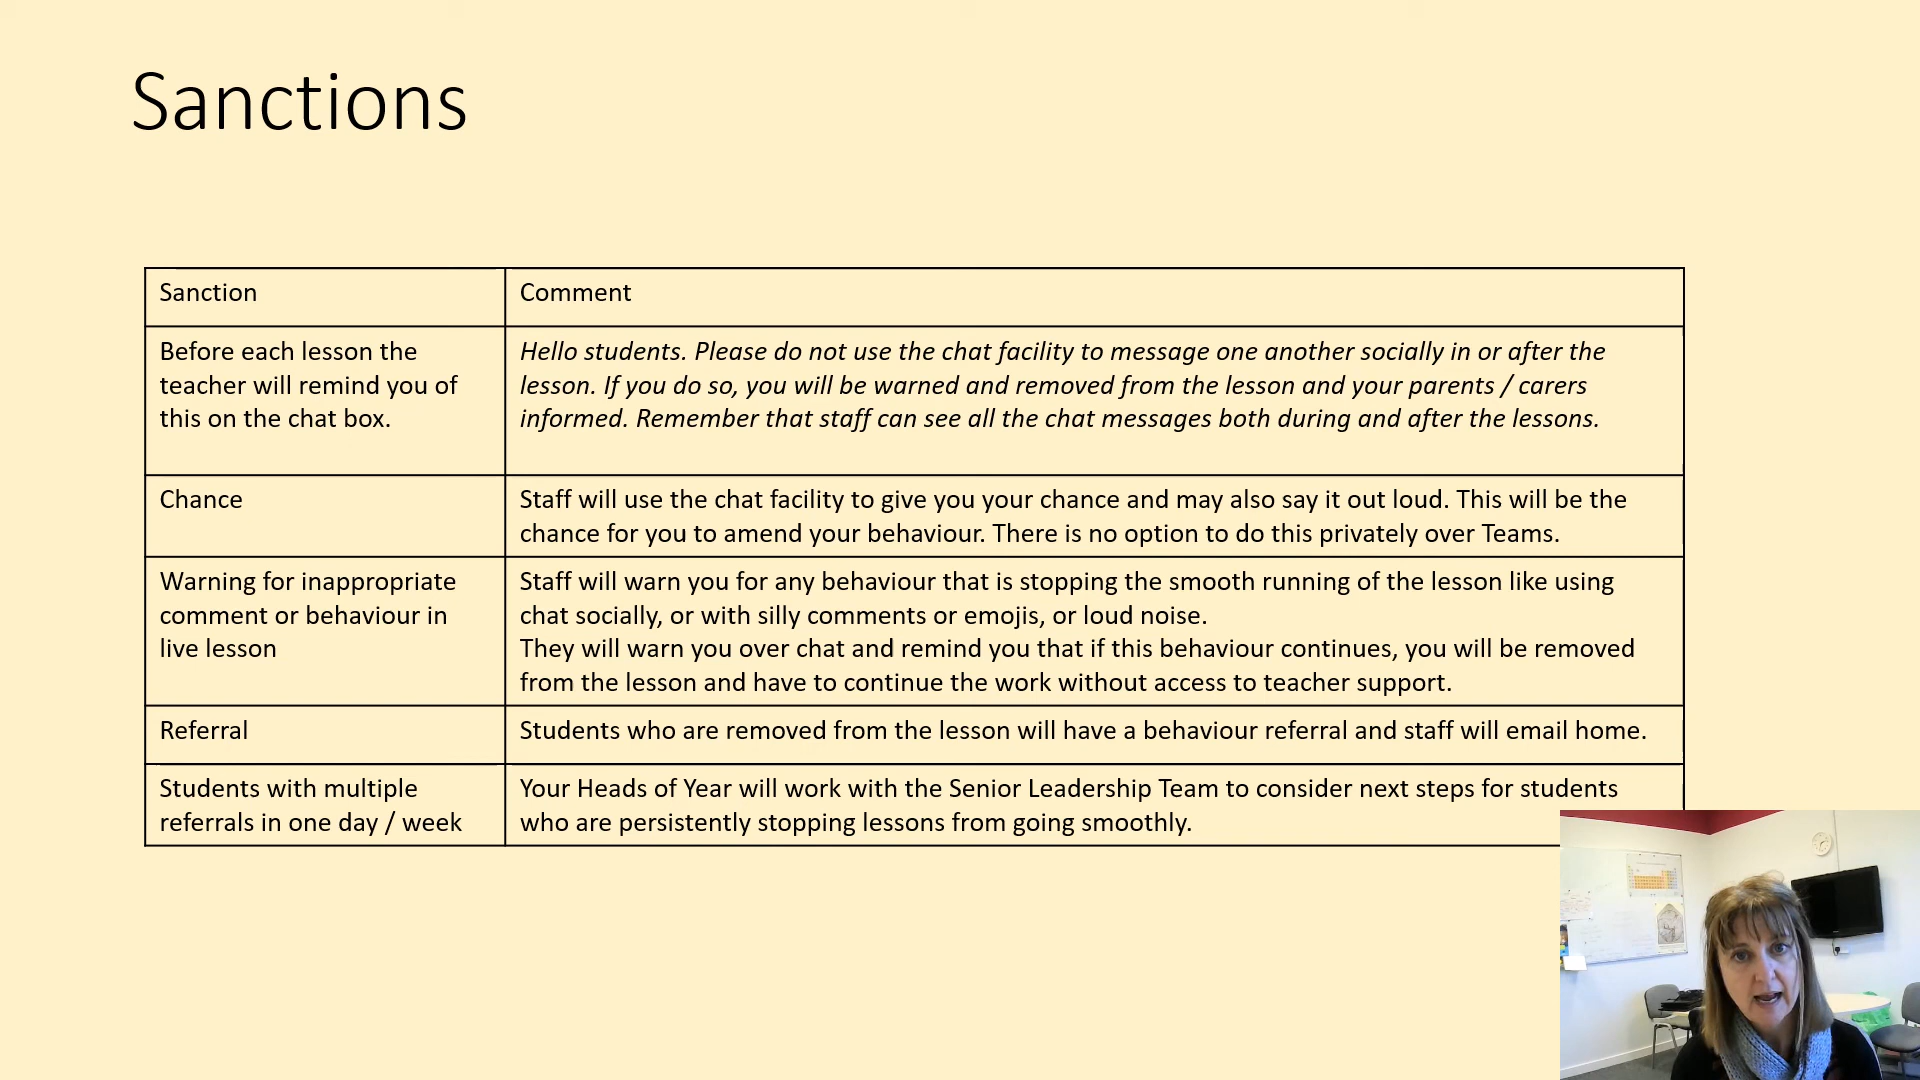 Sanctions
Sanction
Comment
Before each lesson the
teacher will remind you of
this on the chat box.
Hello students. Please do not use the chat facility to message one another socially in or after the
lesson. If you do so, you will be warned and removed from the lesson and your parents / carers
informed. Remember that staff can see all the chat messages both during and after the lessons.
Chance
Staff will use the chat facility to give you your chance and may also say it out loud. This will be the
chance for you to amend your behaviour. There is no option to do this privately over Teams.
Warning for inappropriate
comment or behaviour in
live lesson
Staff will warn you for any behaviour that is stopping the smooth running of the lesson like using
chat socially, or with silly comments or emojis, or loud noise.
They will warn you over chat and remind you that if this behaviour continues, you will be removed
from the lesson and have to continue the work without access to teacher support.
Referral
Students who are removed from the lesson will have a behaviour referral and staff will email home.
Students with multiple
referrals in one day / week
Your Heads of Year will work with the Senior Leadership Team to consider next steps for students
who are persistently stopping lessons from going smoothly.